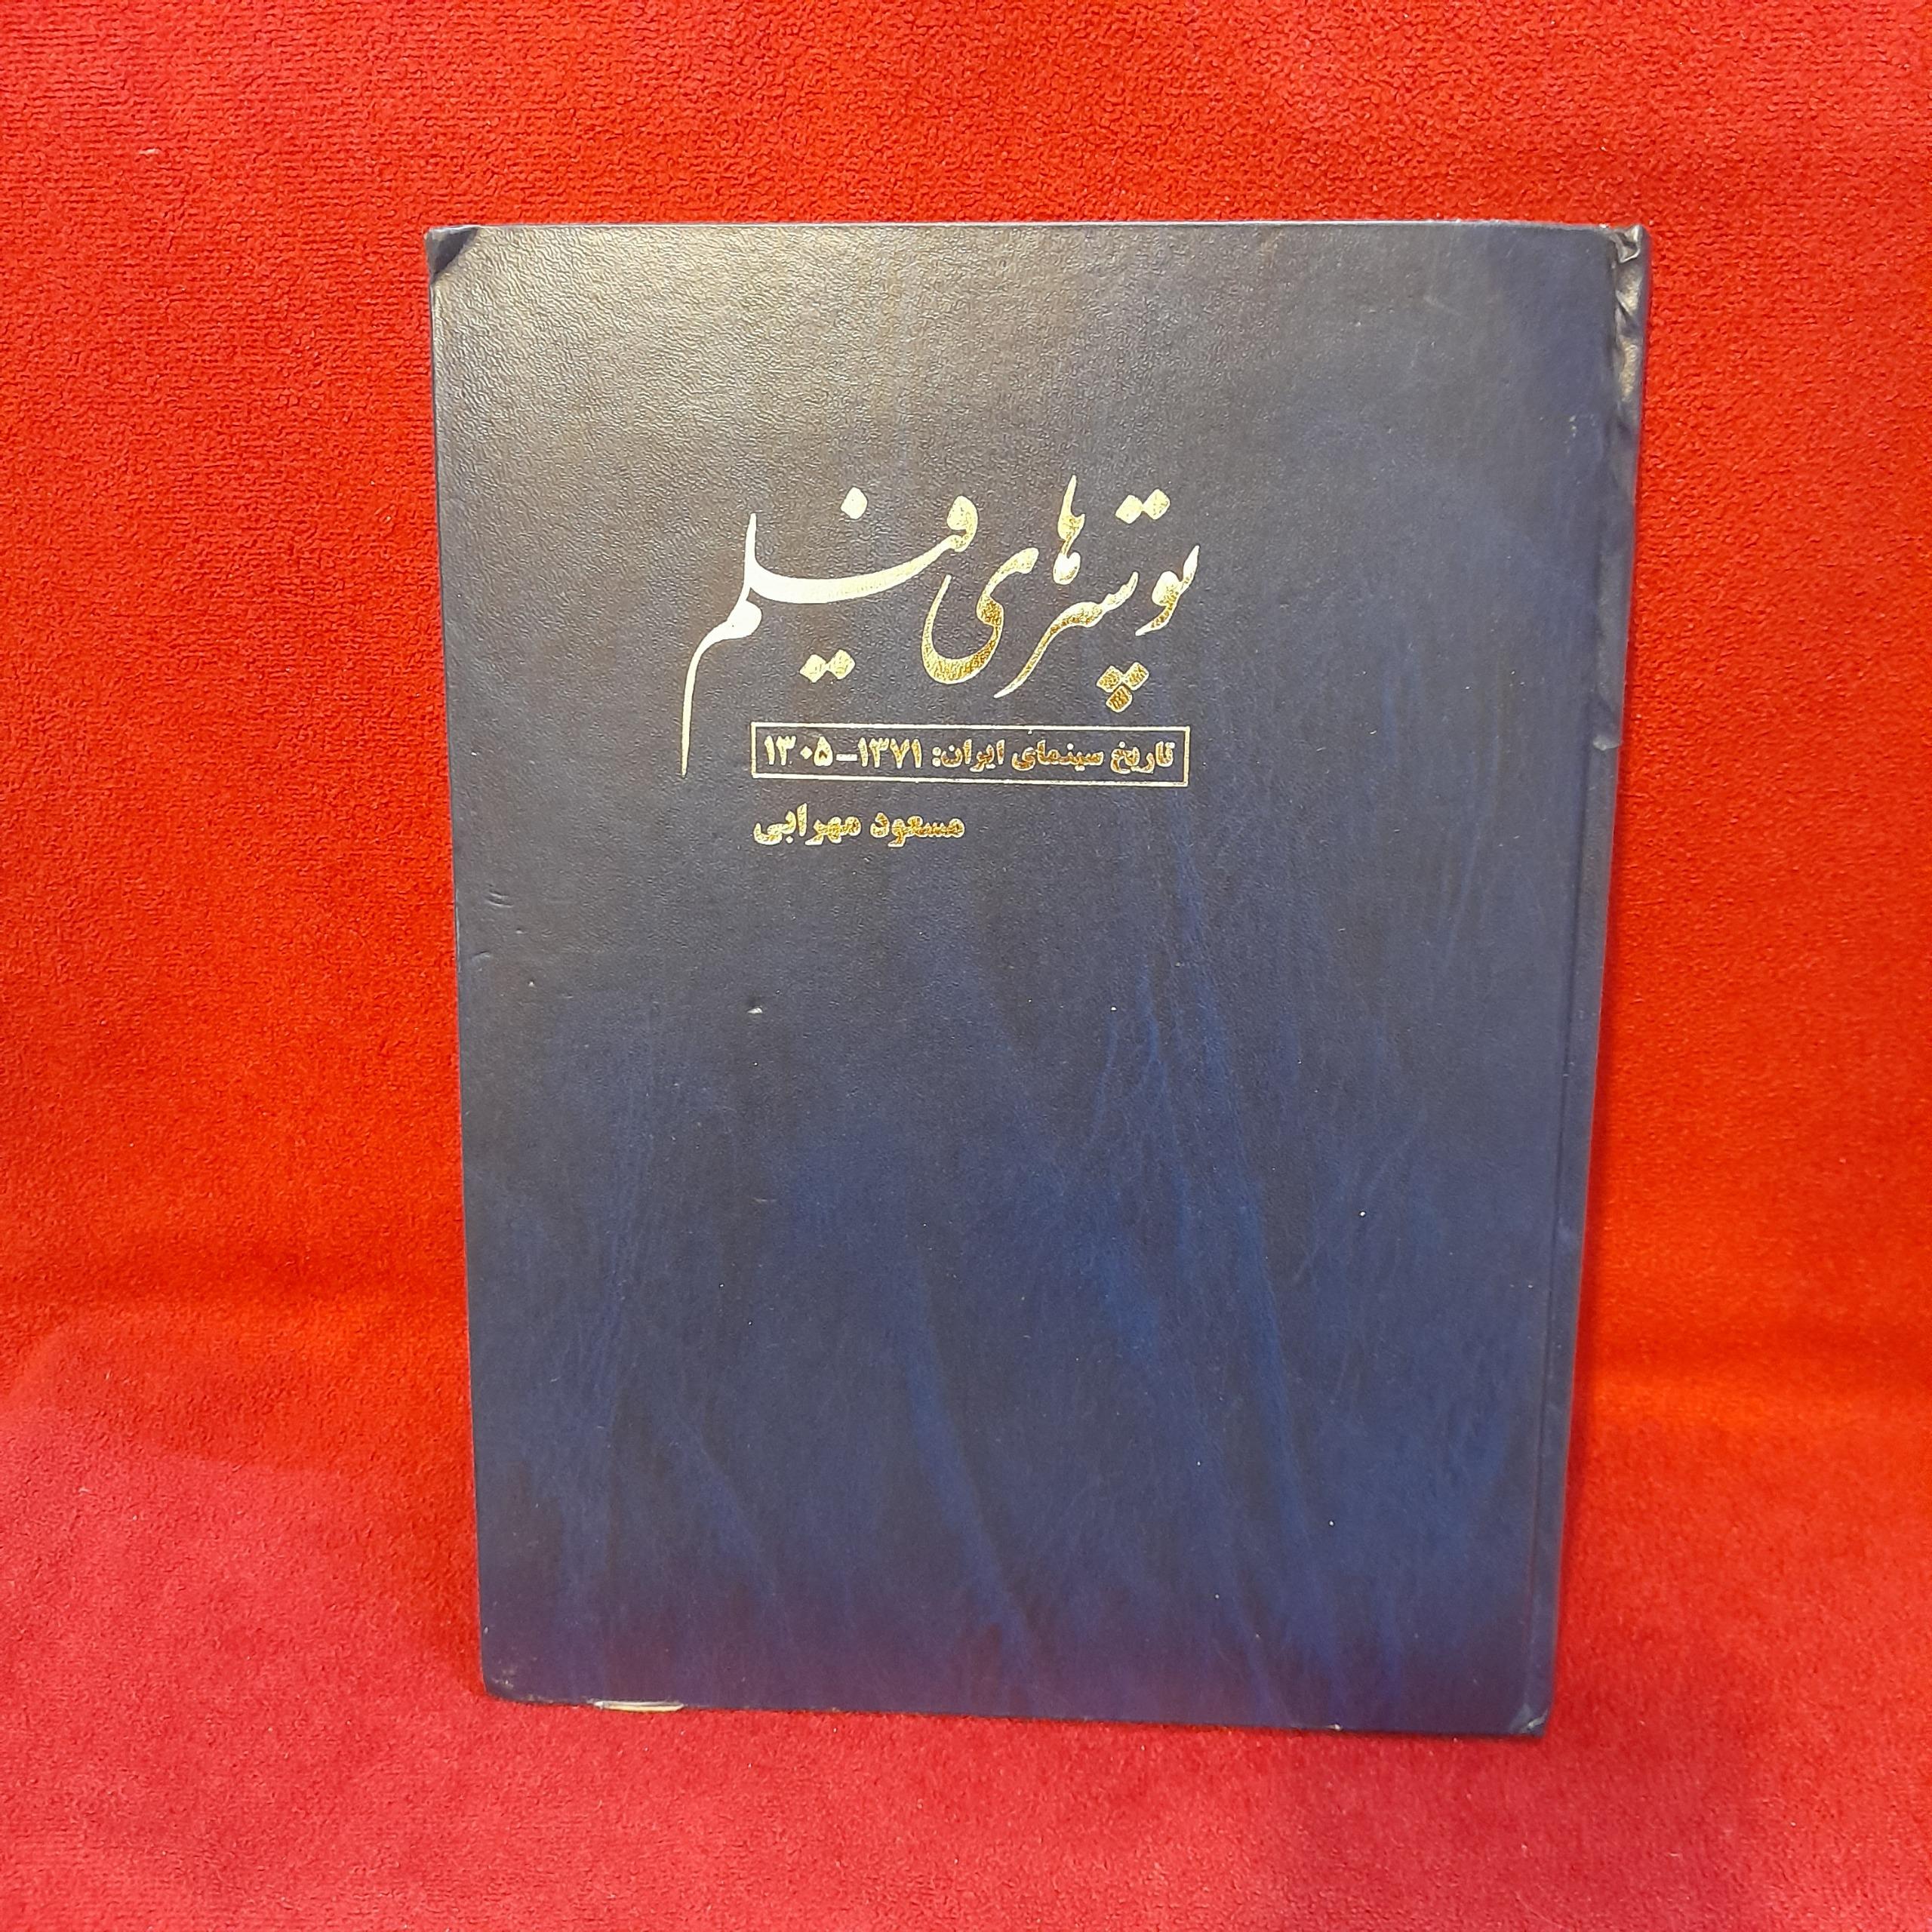 پوسترهای فیلم
تاریخ سینمای ایران: ۱۳۷۱-۱۳۰۵
مسعود مهرابی